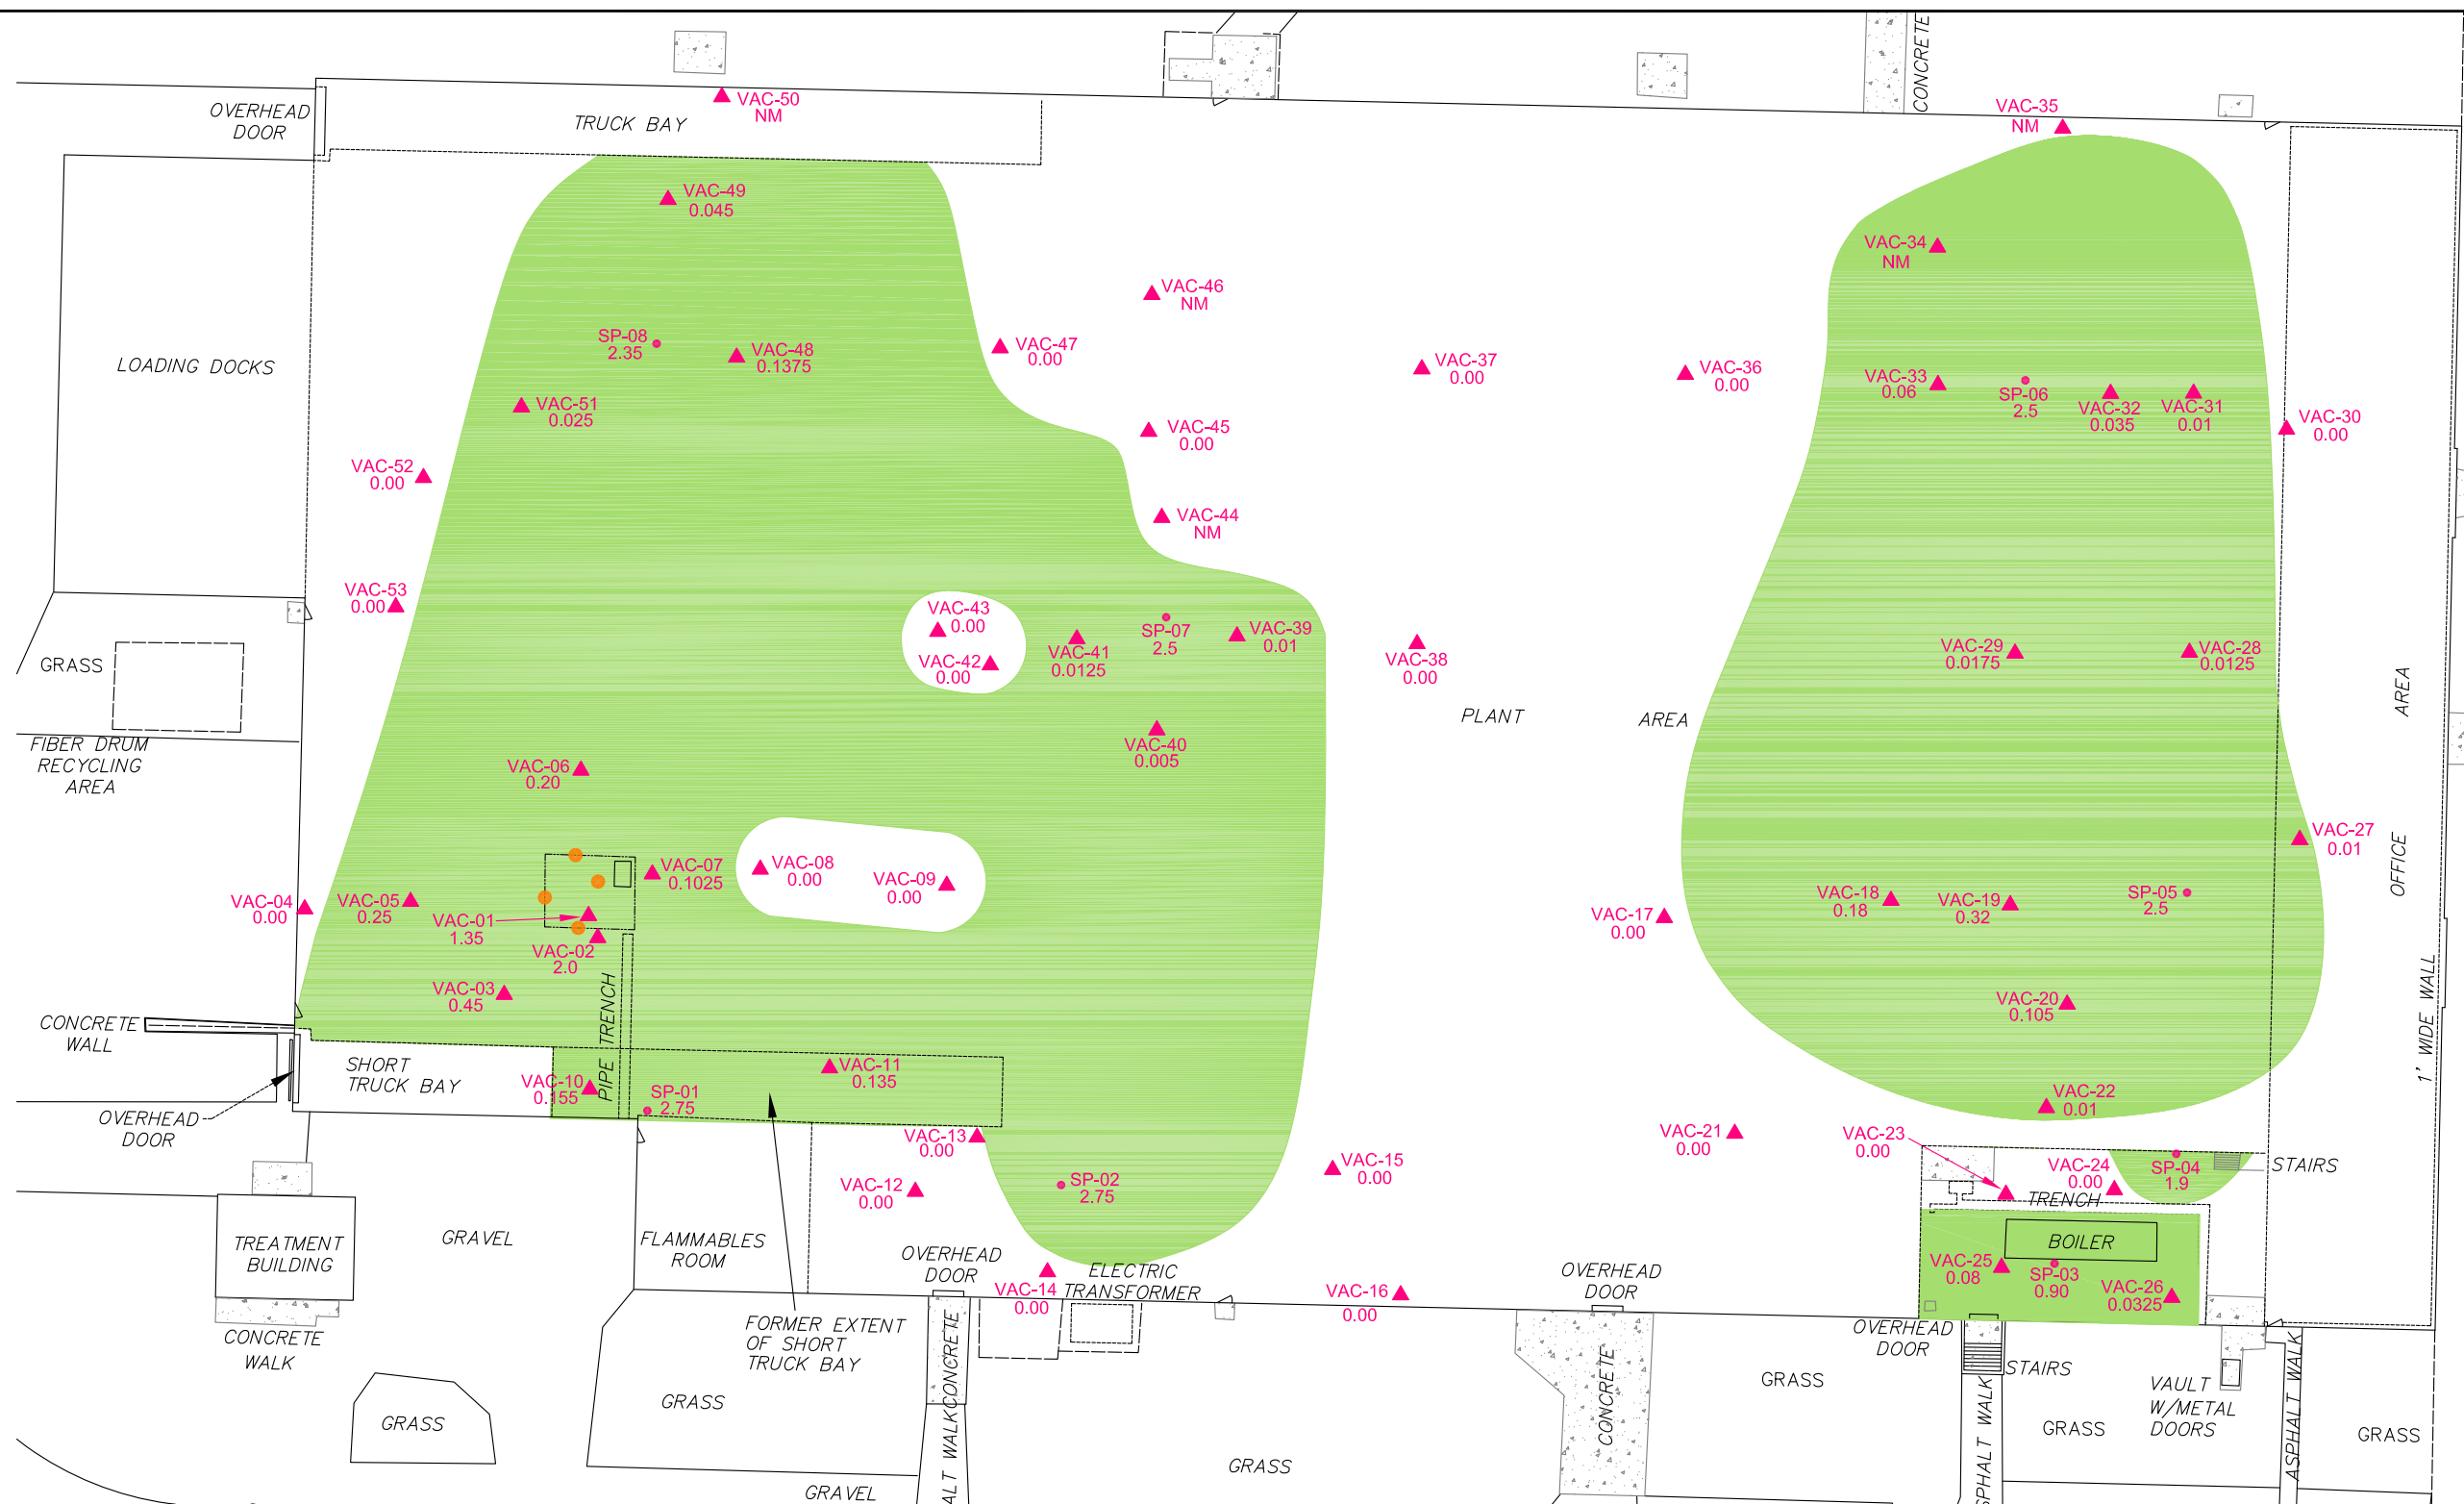 CONCRETE
VAC-50
NM
OVERHEAD
DOOR
TRUCK BAY
VAC-35
NM
VAC-49
0.045
VAC-34
NM
VAC-46
NM
SP-08
2.35
VAC-48
0.1375
VAC-47
0.00
VAC-37
0.00
VAC-36
0.00
VAC-33
0.06
SP-06
2.5
VAC-32
0.035
VAC-31
0.01
VAC-30
0.00
LOADING DOCKS
VAC-51
0.025
VAC-45
0.00
VAC-52
0.00
VAC-44
NM
VAC-53
0.00
VAC-43
0.00
VAC-42
0.00
VAC-41
0.0125
SP-07
2.5
VAC-39
0.01
VAC-38
0.00
VAC-29
0.0175
VAC-28
0.0125
GRASS
PLANT
AREA
OFFICE
AREA
VAC-40
0.005
FIBER DRUM
RECYCLING
AREA
VAC-06
0.20
VAC-27
0.01
VAC-07
0.1025
VAC-08
0.00
VAC-09
0.00
VAC-04
0.00
VAC-05
0.25
VAC-01
1.35
VAC-02
2.0
VAC-03
0.45
VAC-17
0.00
VAC-18
0.18
VAC-19
0.32
SP-05
2.5
VAC-20
0.105
1' WIDE WALL
PIPE TRENCH
CONCRETE
WALL
SHORT
TRUCK BAY
VAC-10
0.155
SP-01
2.75
VAC-11
0.135
VAC-22
0.01
OVERHEAD
DOOR
VAC-13
0.00
VAC-12
0.00
SP-02
2.75
VAC-15
0.00
VAC-21
0.00
VAC-23
0.00
VAC-24
0.00
SP-04
1.9
STAIRS
TRENCH
BOILER
VAC-25
0.08
SP-03
0.90
VAC-26
0.0325
TREATMENT
BUILDING
GRAVEL
FLAMMABLES
ROOM
OVERHEAD
DOOR
VAC-14
0.00
ELECTRIC
TRANSFORMER
VAC-16
0.00
OVERHEAD
DOOR
CONCRETE
WALK
FORMER EXTENT
OF SHORT
TRUCK BAY
CONCRETE
ALT WALK
CONCRETE
OVERHEAD
DOOR
STAIRS
GRASS
VAULT
W/METAL
DOORS
ASPHALT WALK
GRASS
GRASS
GRASS
GRASS
SPHALT WALK
GRASS
GRAVEL